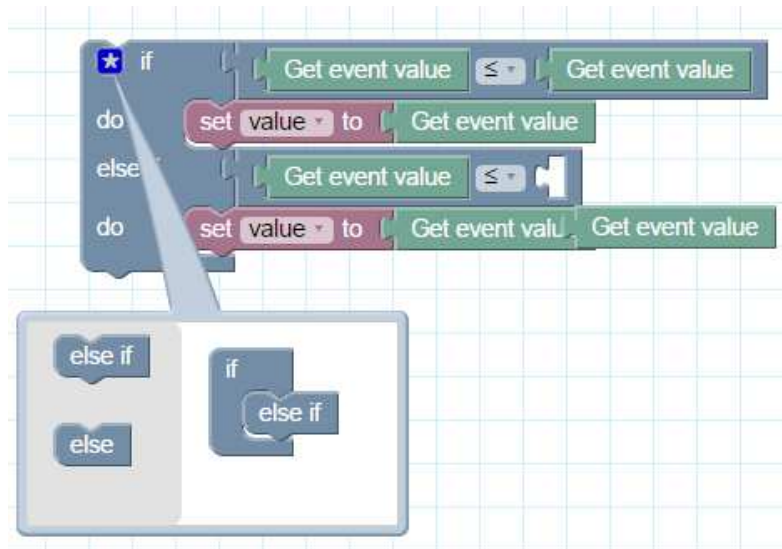 if Get event value ≤ Get event value
do set value to Get event value
else if Get event value ≤
do set value to Get event valu Get event value
else if
if
else if
else